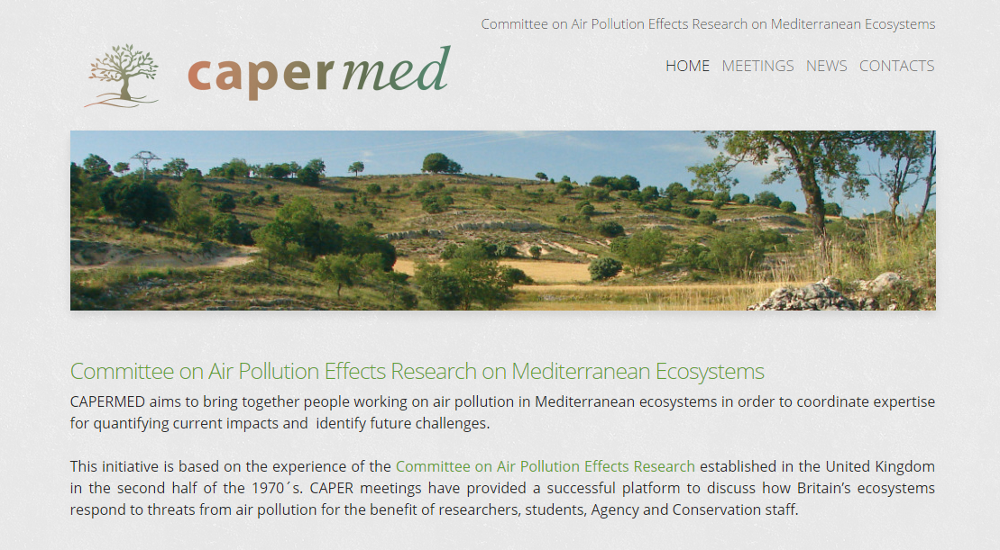 Committee on Air Pollution Effects Research on Mediterranean Ecosystems
capermed
HOME MEETINGS NEWS CONTACTS
Committee on Air Pollution Effects Research on Mediterranean Ecosystems
CAPERMED aims to bring together people working on air pollution in Mediterranean ecosystems in order to coordinate expertise
for quantifying current impacts and  identify future challenges.
This initiative is based on the experience of the Committee on Air Pollution Effects Research established in the United Kingdom
in the second half of the 1970´s. CAPER meetings have provided a successful platform to discuss how Britain’s ecosystems
respond to threats from air pollution for the benefit of researchers, students, Agency and Conservation staff.